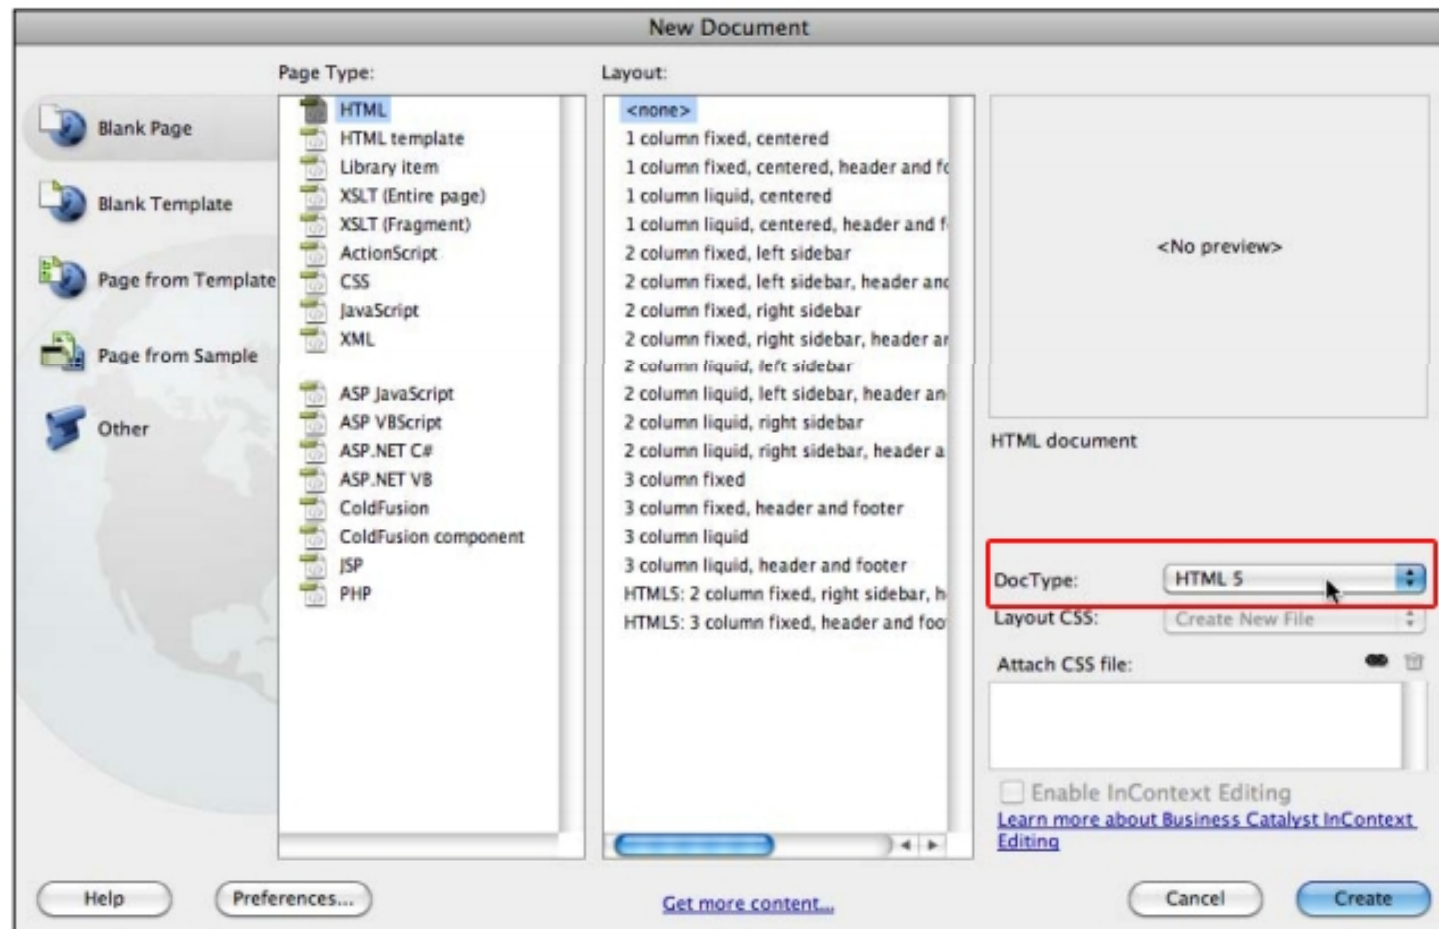 New Document
Page Type:
Layout:
Blank Page
Blank Template
Page from Template
Page from Sample
Other
HTML
HTML template
Library item
XSLT (Entire page)
XSLT (Fragment)
ActionScript
CSS
JavaScript
XML
ASP JavaScript
ASP VBScript
ASP.NET C#
ASP.NET VB
ColdFusion
ColdFusion component
JSP
PHP
<none>
1 column fixed, centered
1 column fixed, centered, header and fo
1 column liquid, centered
1 column liquid, centered, header and f
2 column fixed, left sidebar
2 column fixed, left sidebar, header and
2 column fixed, right sidebar
2 column fixed, right sidebar, header ar
2 column liquid, left sidebar
2 column liquid, left sidebar, header an
2 column liquid, right sidebar
2 column liquid, right sidebar, header a
3 column fixed
3 column fixed, header and footer
3 column liquid
3 column liquid, header and footer
HTML5: 2 column fixed, right sidebar, h
HTML5: 3 column fixed, header and foo
<No preview>
HTML document
DocType: HTML 5
Layout CSS: Create New File
Attach CSS file:
Enable InContext Editing
Learn more about Business Catalyst InContext
Editing
Help
Preferences...
Get more content...
Cancel
Create